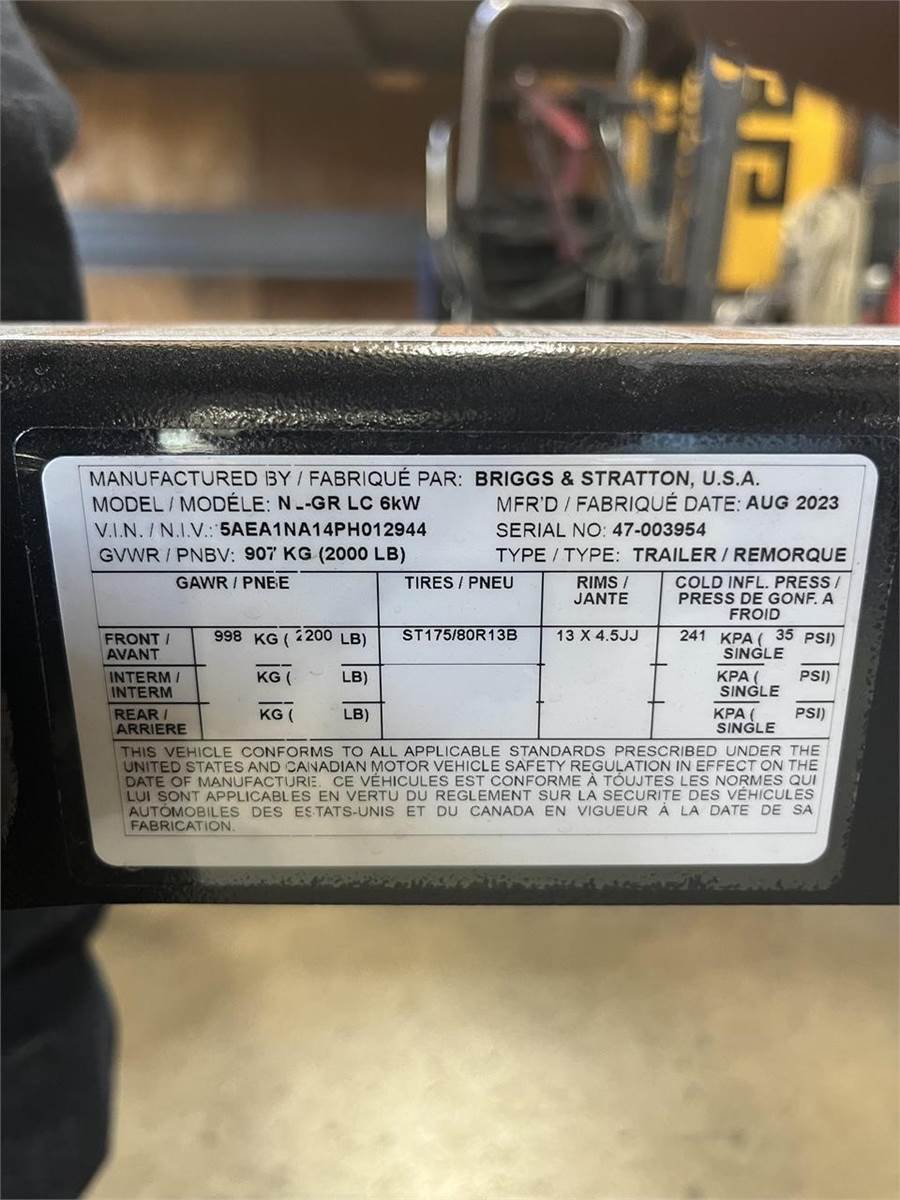 MANUFACTURED BY / FABRIQUÉ PAR: BRIGGS & STRATTON, U.S.A.
MODEL / MODÉLE: GR LC 6kW MFR'D / FABRIQUÉ DATE: AUG 2023
V.I.N. / N.I.V.: 5AEA1NA14PH012944 SERIAL NO: 47-003954
GVWR / PNBV: 907 KG (2000 LB) TYPE / TYPE: TRAILER / REMORQUE
GAWR / PNBE TIRES / PNEU RIMS / JANTE COLD INFL. PRESS / PRESS DE GONF. A FROID
FRONT / AVANT 998 KG ( 2200 LB) ST175/80R13B 13 X 4.5JJ 241 KPA ( 35 PSI) SINGLE
INTERM / INTERM KG ( LB) KPA ( PSI) SINGLE
REAR / ARRIERE KG ( LB) KPA ( PSI) SINGLE
THIS VEHICLE CONFORMS TO ALL APPLICABLE STANDARDS PRESCRIBED UNDER THE
UNITED STATES AND CANADIAN MOTOR VEHICLE SAFETY REGULATION IN EFFECT ON THE
DATE OF MANUFACTURE. CE VÉHICULES EST CONFORME À TÓUJTES LES NORMES QUI
LUI SONT APPLICABLES EN VERTU DU REGLEMENT SUR LA SECURITE DES VÉHICULES
AUTÓMOBILES DES ESTATS-UNIS ET DU CANADA EN VIGUEUR À LA DATE DE SA
FABRICATION.